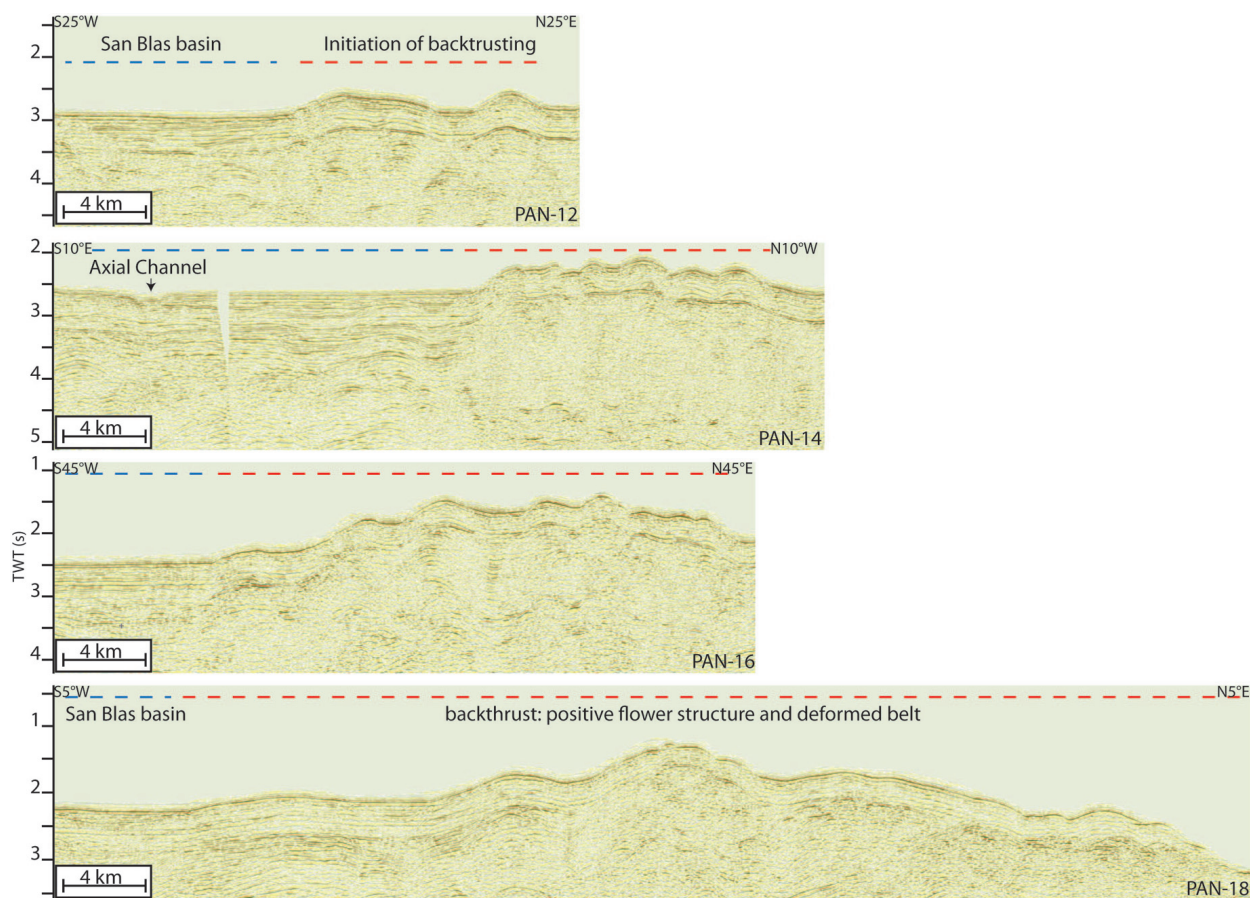 S25°W N25°E
San Blas basin Initiation of backtrusting
2
3
4
4 km
PAN-12
2
S10°E N10°W
Axial Channel
3
4
4 km
5
PAN-14
1
S45°W N45°E
2
TWT (s)
3
4
4 km
PAN-16
S5°W N5°E
San Blas basin backthrust: positive flower structure and deformed belt
1
2
3
4 km
PAN-18